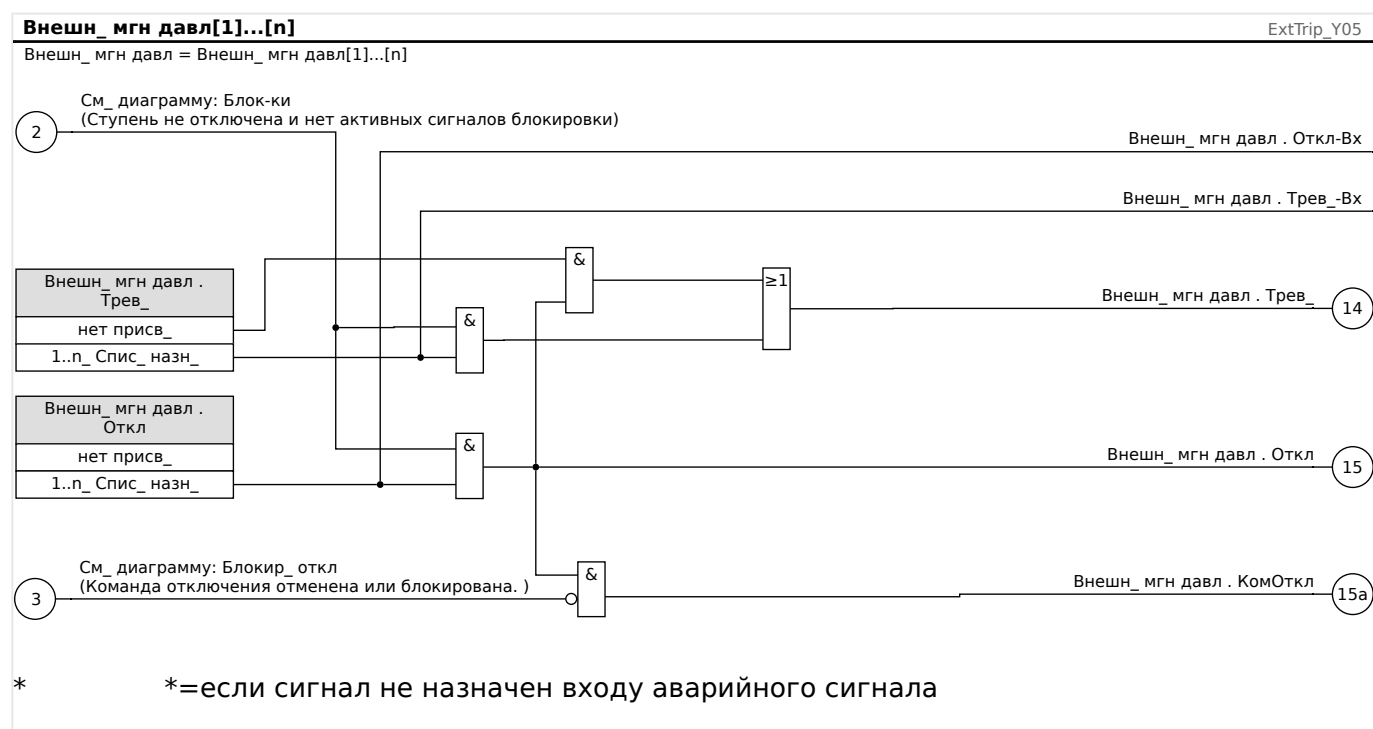 Внешн_ мгн давл[1]...[n]
ExtTrip_Y05
Внешн_ мгн давл = Внешн_ мгн давл[1]...[n]
См_ диаграмму: Блок-ки
(Ступень не отключена и нет активных сигналов блокировки)
2
Внешн_ мгн давл . Откл-Вх
Внешн_ мгн давл . Трев_-Вх
&
Внешн_ мгн давл .
Трев_
≥1
Внешн_ мгн давл . Трев_
14
нет присв_
&
1..n_ Спис_ назн_
Внешн_ мгн давл .
Откл
&
нет присв_
Внешн_ мгн давл . Откл
15
1..n_ Спис_ назн_
См_ диаграмму: Блокир_ откл
(Команда отключения отменена или блокирована. )
3
&
Внешн_ мгн давл . КомОткл
15a
* *=если сигнал не назначен входу аварийного сигнала